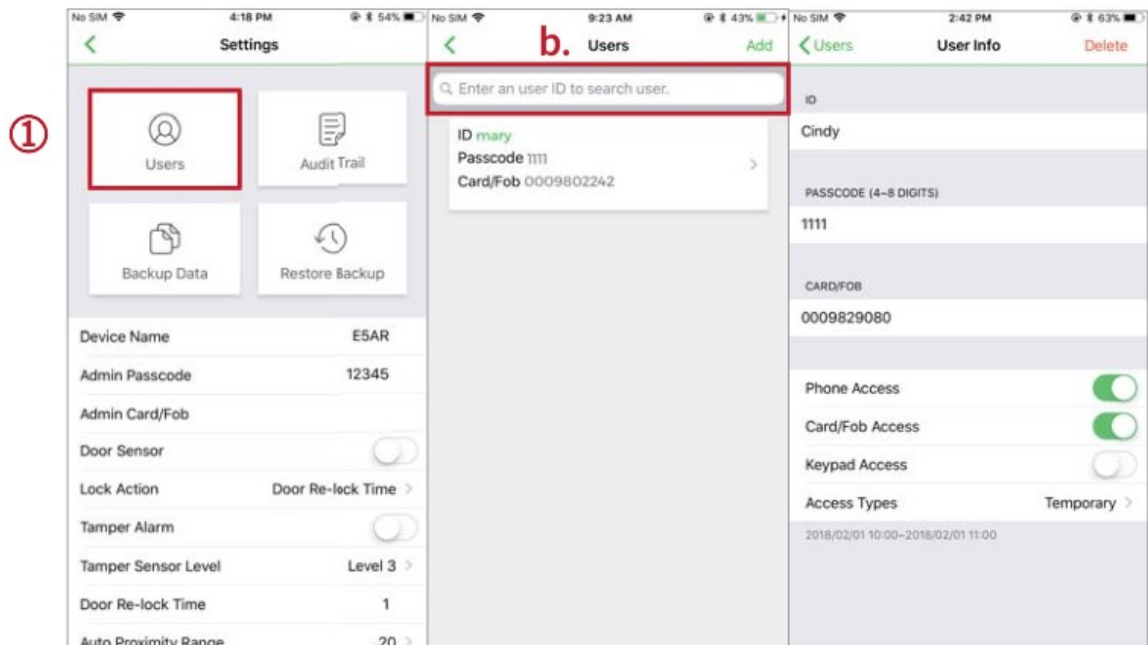 No SIM 4:18 PM 54%
Settings
①
Users
Audit Trail
Backup Data
Restore Backup
Device Name E5AR
Admin Passcode 12345
Admin Card/Fob
Door Sensor
Lock Action Door Re-lock Time >
Tamper Alarm
Tamper Sensor Level Level 3 >
Door Re-lock Time 1
Auto Proximity Range 20 >
No SIM 9:23 AM 43%
< b. Users Add
Enter an user ID to search user.
ID mary
Passcode 1111
Card/Fob 0009802242
No SIM 2:42 PM 63%
< Users User Info Delete
ID
Cindy
PASSCODE (4~8 DIGITS)
1111
CARD/FOB
0009829080
Phone Access
Card/Fob Access
Keypad Access
Access Types Temporary >
2018/02/01 10:00~2018/02/01 11:00